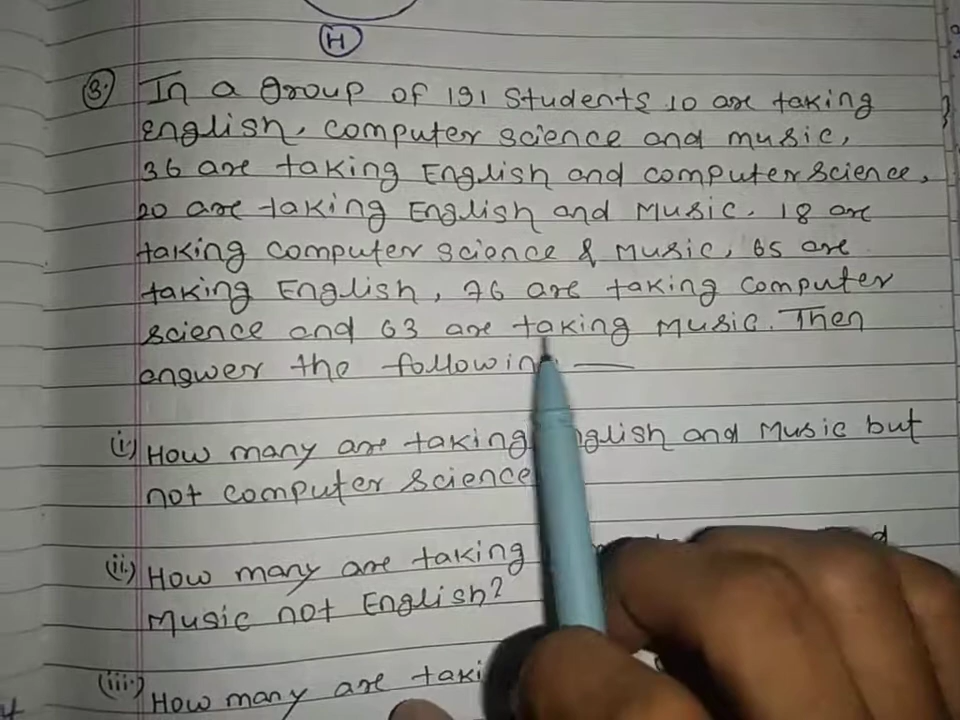 H
3. In a group of 191 students 10 are taking
English, computer science and music,
36 are taking English and computer science,
20 are taking English and Music. 18 are
taking computer science & Music, 65 are
taking English, 76 are taking computer
science and 63 are taking Music. Then
answer the following
(i) How many are taking English and Music but
not computer science
(ii) How many are taking
Music not English?
(iii) How many are taki